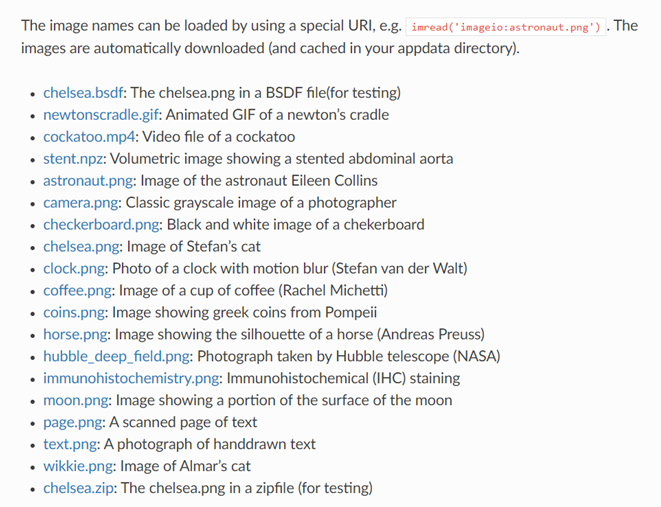 The image names can be loaded by using a special URI, e.g. imread('imageio:astronaut.png') . The
images are automatically downloaded (and cached in your appdata directory).
• chelsea.bsdf: The chelsea.png in a BSDF file(for testing)
• newtonscradle.gif: Animated GIF of a newton's cradle
• cockatoo.mp4: Video file of a cockatoo
• stent.npz: Volumetric image showing a stented abdominal aorta
• astronaut.png: Image of the astronaut Eileen Collins
• camera.png: Classic grayscale image of a photographer
• checkerboard.png: Black and white image of a chekerboard
• chelsea.png: Image of Stefan's cat
• clock.png: Photo of a clock with motion blur (Stefan van der Walt)
• coffee.png: Image of a cup of coffee (Rachel Michetti)
• coins.png: Image showing greek coins from Pompeii
• horse.png: Image showing the silhouette of a horse (Andreas Preuss)
• hubble_deep_field.png: Photograph taken by Hubble telescope (NASA)
• immunohistochemistry.png: Immunohistochemical (IHC) staining
• moon.png: Image showing a portion of the surface of the moon
• page.png: A scanned page of text
• text.png: A photograph of handdrawn text
• wikkie.png: Image of Almar's cat
• chelsea.zip: The chelsea.png in a zipfile (for testing)